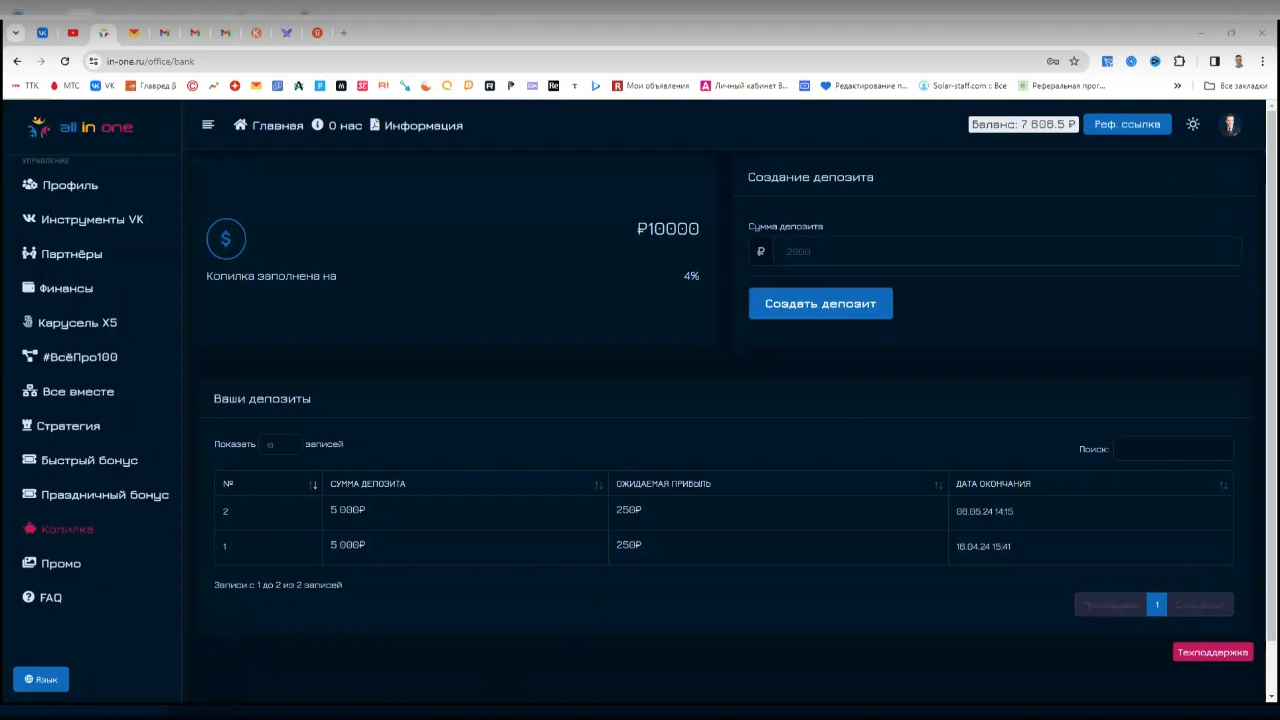 in-one.ru/office/bank
ТТК МТС VK Главред β Мои объявления Личный кабинет В... Редактирование п... Solar-staff.com :: Все Реферальная прог... » Все закладки
all in one
Главная О нас Информация
Баланс: 7 606.5 ₽ Реф. ссылка
УПРАВЛЕНИЕ
Профиль
Инструменты VK
Партнёры
Финансы
Карусель X5
#ВсёПро100
Все вместе
Стратегия
Быстрый бонус
Праздничный бонус
Копилка
Промо
FAQ
Язык
₽10000
Копилка заполнена на 4%
Создание депозита
Сумма депозита
₽ 2000
Создать депозит
Ваши депозиты
Показать 10 записей
Поиск:
№ СУММА ДЕПОЗИТА ОЖИДАЕМАЯ ПРИБЫЛЬ ДАТА ОКОНЧАНИЯ
2 5 000₽ 250₽ 06.05.24 14:15
1 5 000₽ 250₽ 16.04.24 15:41
Записи с 1 до 2 из 2 записей
1
Техподдержка